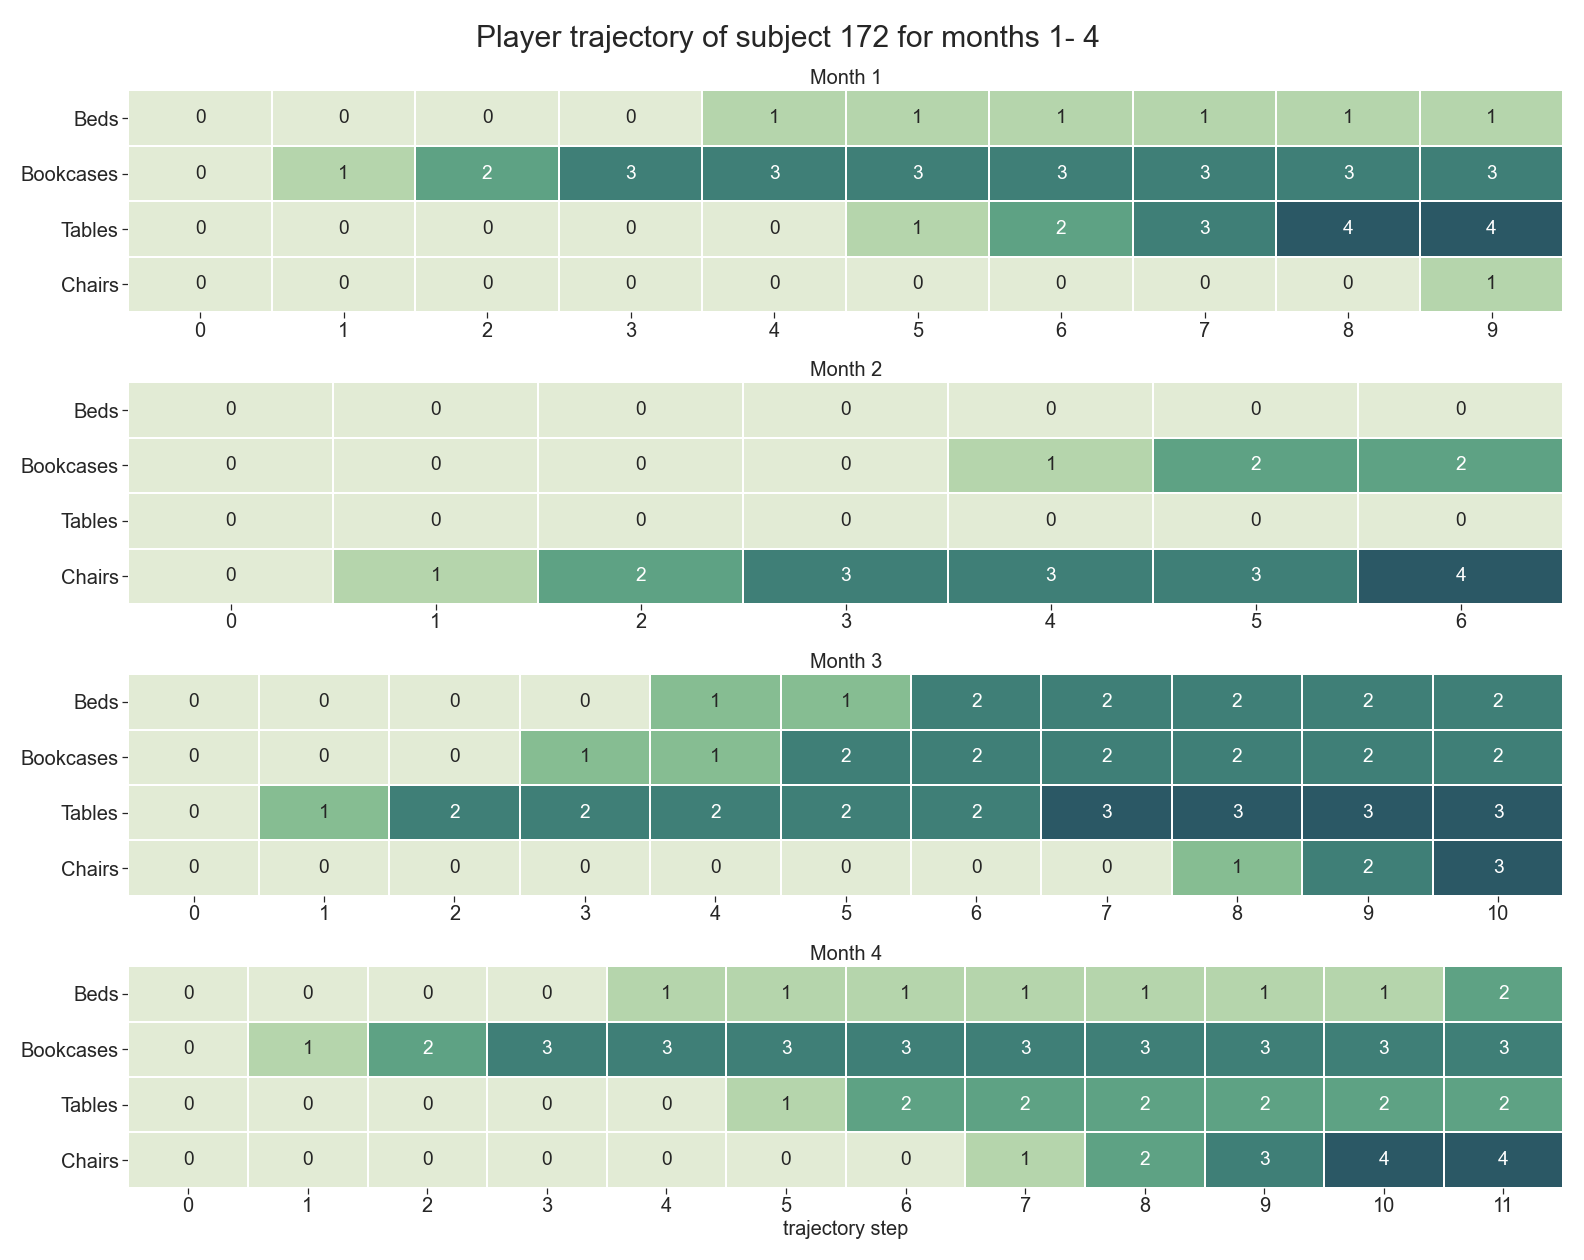 Player trajectory of subject 172 for months 1- 4
Month 1
Beds 0 0 0 0 1 1 1 1 1 1
Bookcases 0 1 2 3 3 3 3 3 3 3
Tables 0 0 0 0 0 1 2 3 4 4
Chairs 0 0 0 0 0 0 0 0 0 1
0 1 2 3 4 5 6 7 8 9
Month 2
Beds 0 0 0 0 0 0 0
Bookcases 0 0 0 0 1 2 2
Tables 0 0 0 0 0 0 0
Chairs 0 1 2 3 3 3 4
0 1 2 3 4 5 6
Month 3
Beds 0 0 0 0 1 1 2 2 2 2 2
Bookcases 0 0 0 1 1 2 2 2 2 2 2
Tables 0 1 2 2 2 2 2 3 3 3 3
Chairs 0 0 0 0 0 0 0 0 1 2 3
0 1 2 3 4 5 6 7 8 9 10
Month 4
Beds 0 0 0 0 1 1 1 1 1 1 1 2
Bookcases 0 1 2 3 3 3 3 3 3 3 3 3
Tables 0 0 0 0 0 1 2 2 2 2 2 2
Chairs 0 0 0 0 0 0 0 1 2 3 4 4
0 1 2 3 4 5 6 7 8 9 10 11
trajectory step